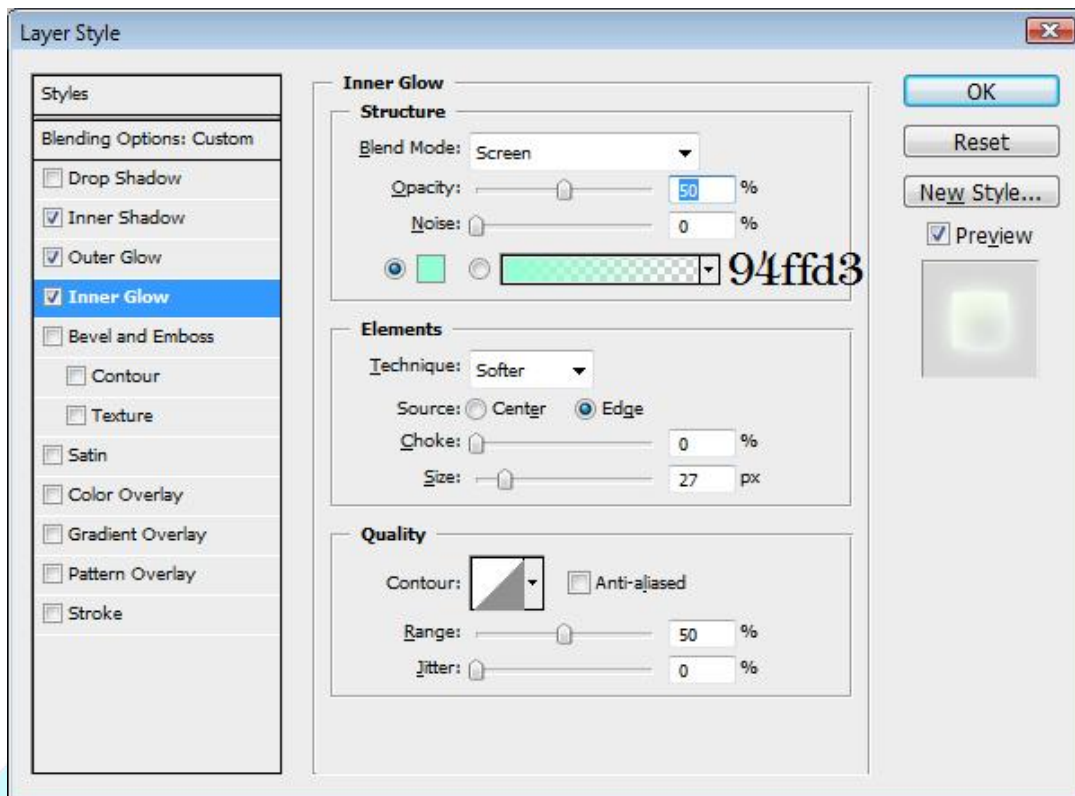 Layer Style
Styles
Blending Options: Custom
Drop Shadow
Inner Shadow
Outer Glow
Inner Glow
Bevel and Emboss
Contour
Texture
Satin
Color Overlay
Gradient Overlay
Pattern Overlay
Stroke
Inner Glow
Structure
Blend Mode: Screen
Opacity: 50 %
Noise: 0 %
94ffd3
Elements
Technique: Softer
Source: Center Edge
Choke: 0 %
Size: 27 px
Quality
Contour: Anti-aliased
Range: 50 %
Jitter: 0 %
OK
Reset
New Style...
Preview